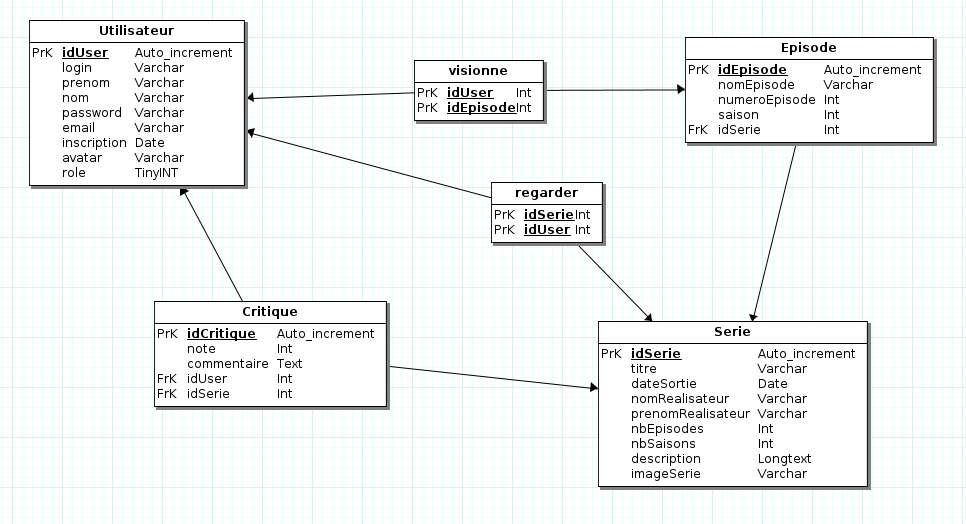 Utilisateur
PrK idUser Auto_increment
login Varchar
prenom Varchar
nom Varchar
password Varchar
email Varchar
inscription Date
avatar Varchar
role TinyINT
visionne
PrK idUser Int
PrK idEpisode Int
Episode
PrK idEpisode Auto_increment
nomEpisode Varchar
numeroEpisode Int
saison Int
FrK idSerie Int
regarder
PrK idSerie Int
PrK idUser Int
Critique
PrK idCritique Auto_increment
note Int
commentaire Text
FrK idUser Int
FrK idSerie Int
Serie
PrK idSerie Auto_increment
titre Varchar
dateSortie Date
nomRealisateur Varchar
prenomRealisateur Varchar
nbEpisodes Int
nbSaisons Int
description Longtext
imageSerie Varchar